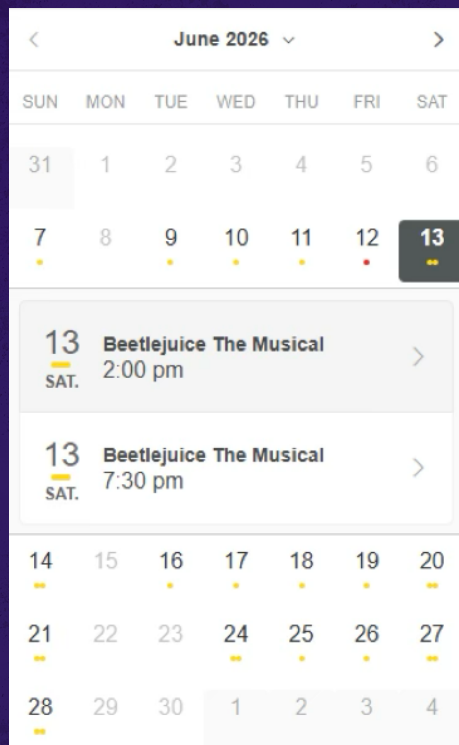 June 2026
SUN MON TUE WED THU FRI SAT
31 1 2 3 4 5 6
7 8 9 10 11 12 13
13 Beetlejuice The Musical
SAT. 2:00 pm
13 Beetlejuice The Musical
SAT. 7:30 pm
14 15 16 17 18 19 20
21 22 23 24 25 26 27
28 29 30 1 2 3 4